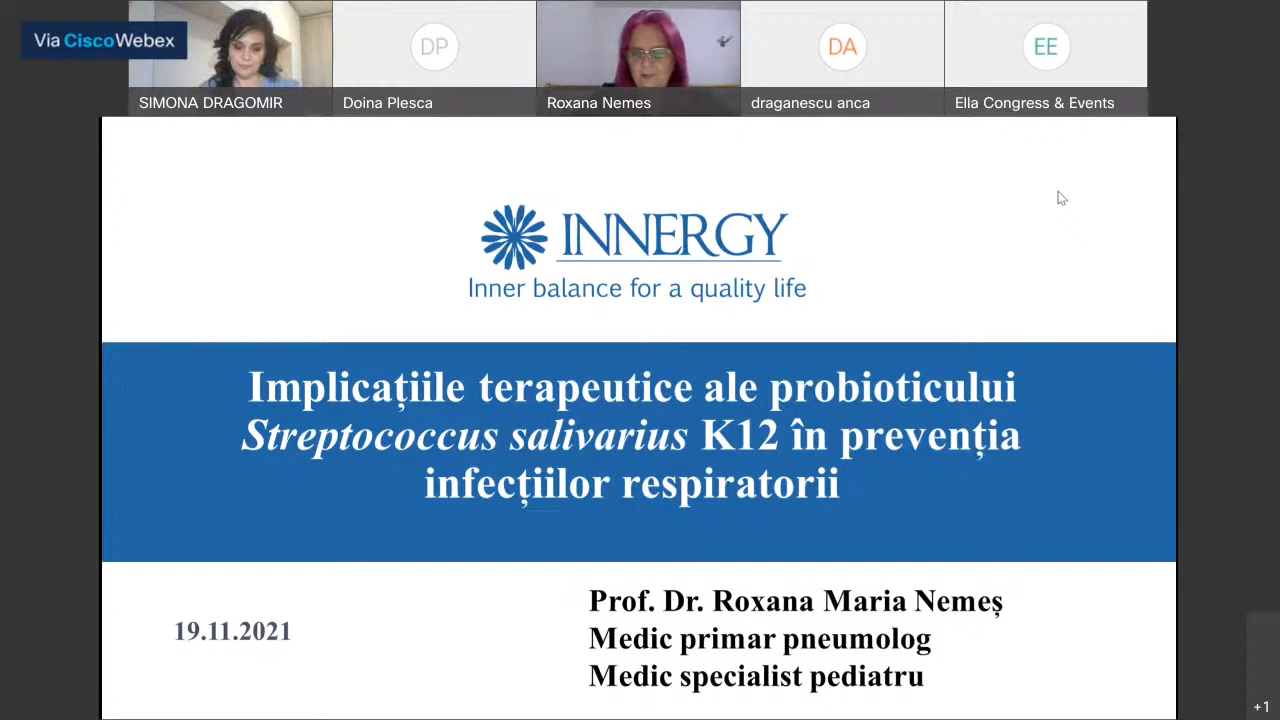 Via CiscoWebex
SIMONA DRAGOMIR
DP
Doina Plesca
Roxana Nemes
DA
draganescu anca
EE
Ella Congress & Events
INNERGY
Inner balance for a quality life
Implicațiile terapeutice ale probioticului
Streptococcus salivarius K12 în prevenția
infecțiilor respiratorii
19.11.2021
Prof. Dr. Roxana Maria Nemeș
Medic primar pneumolog
Medic specialist pediatru
+1